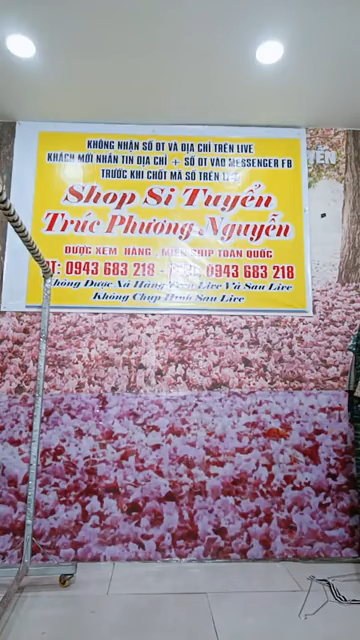 KHÔNG NHẬN SỐ ĐT VÀ ĐỊA CHỈ TRÊN LIVE
KHÁCH MỚI NHẮN TIN ĐỊA CHỈ + SỐ ĐT VÀO MESSENGER FB
TRƯỚC KHI CHỐT MÃ SỐ TRÊN
Shop Si Tuyển
Trúc Phương Nguyễn
ĐƯỢC XEM HÀNG, MIỄN SHIP TOÀN QUỐC
ĐT: 0943 683 218 - 0943 683 218
Không Được Xả Hàng Trên Live Và Sau Live
Không Chụp Hình Sau Live